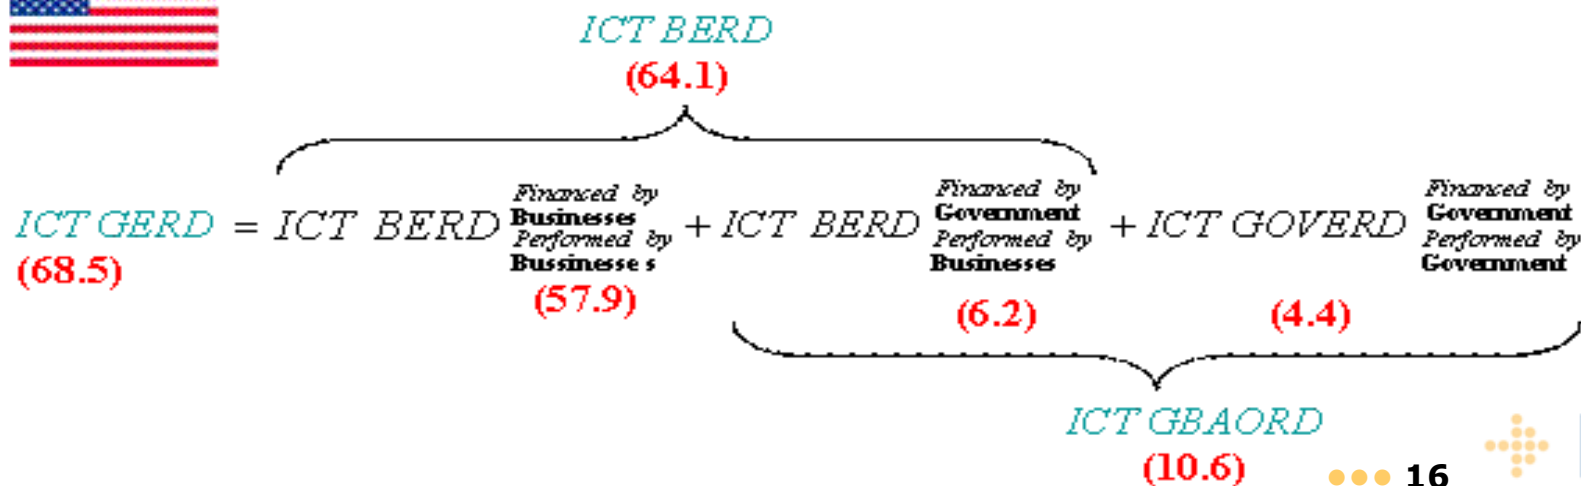 ICT BERD
(64.1)
ICT GERD = ICT BERD Financed by Businesses Performed by Bussinesses + ICT BERD Financed by Government Performed by Businesses + ICT GOVERD Financed by Government Performed by Government
(68.5) (57.9) (6.2) (4.4)
ICT GBAORD
(10.6)
16